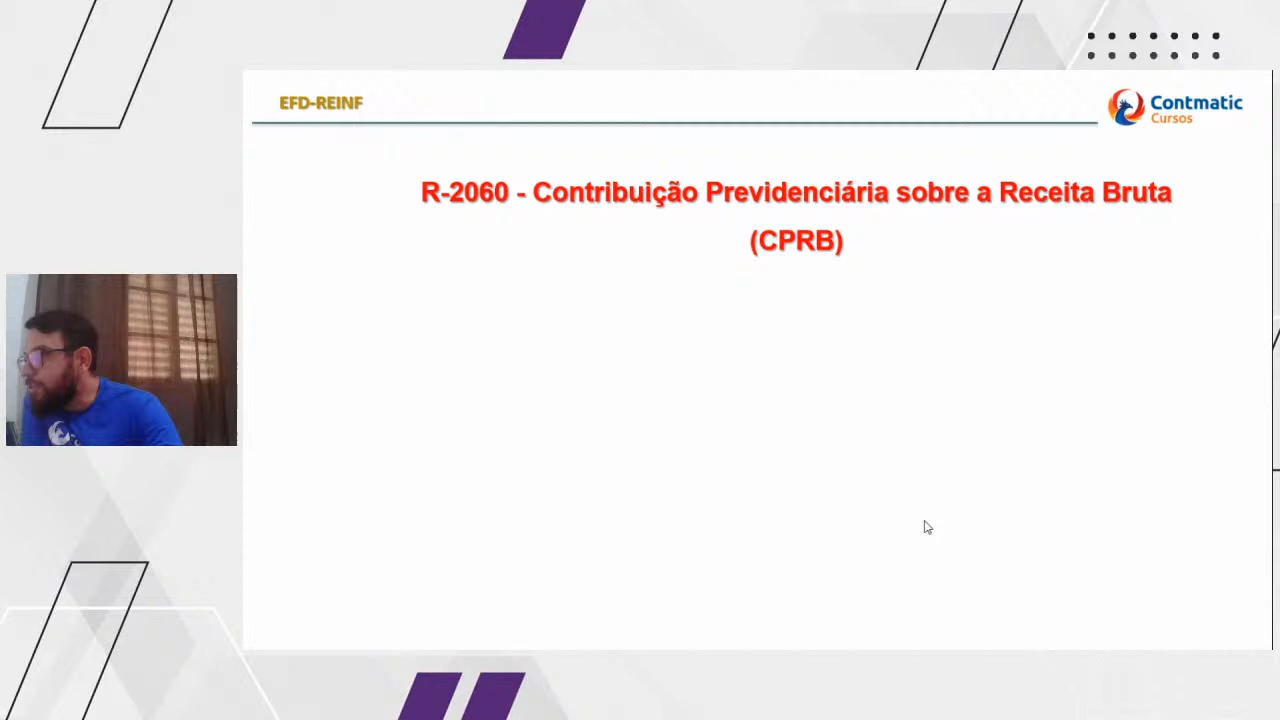 EFD-REINF
Contmatic
Cursos
R-2060 - Contribuição Previdenciária sobre a Receita Bruta
(CPRB)